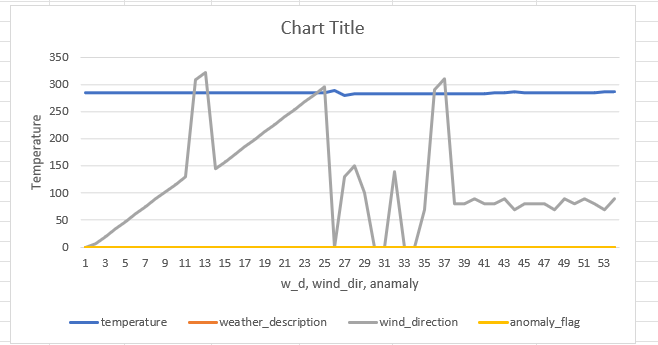 Chart Title
350
300
250
200
150
100
50
0
Temperature
1 3 5 7 9 11 13 15 17 19 21 23 25 27 29 31 33 35 37 39 41 43 45 47 49 51 53
w_d, wind_dir, anamaly
temperature weather_description wind_direction anomaly_flag